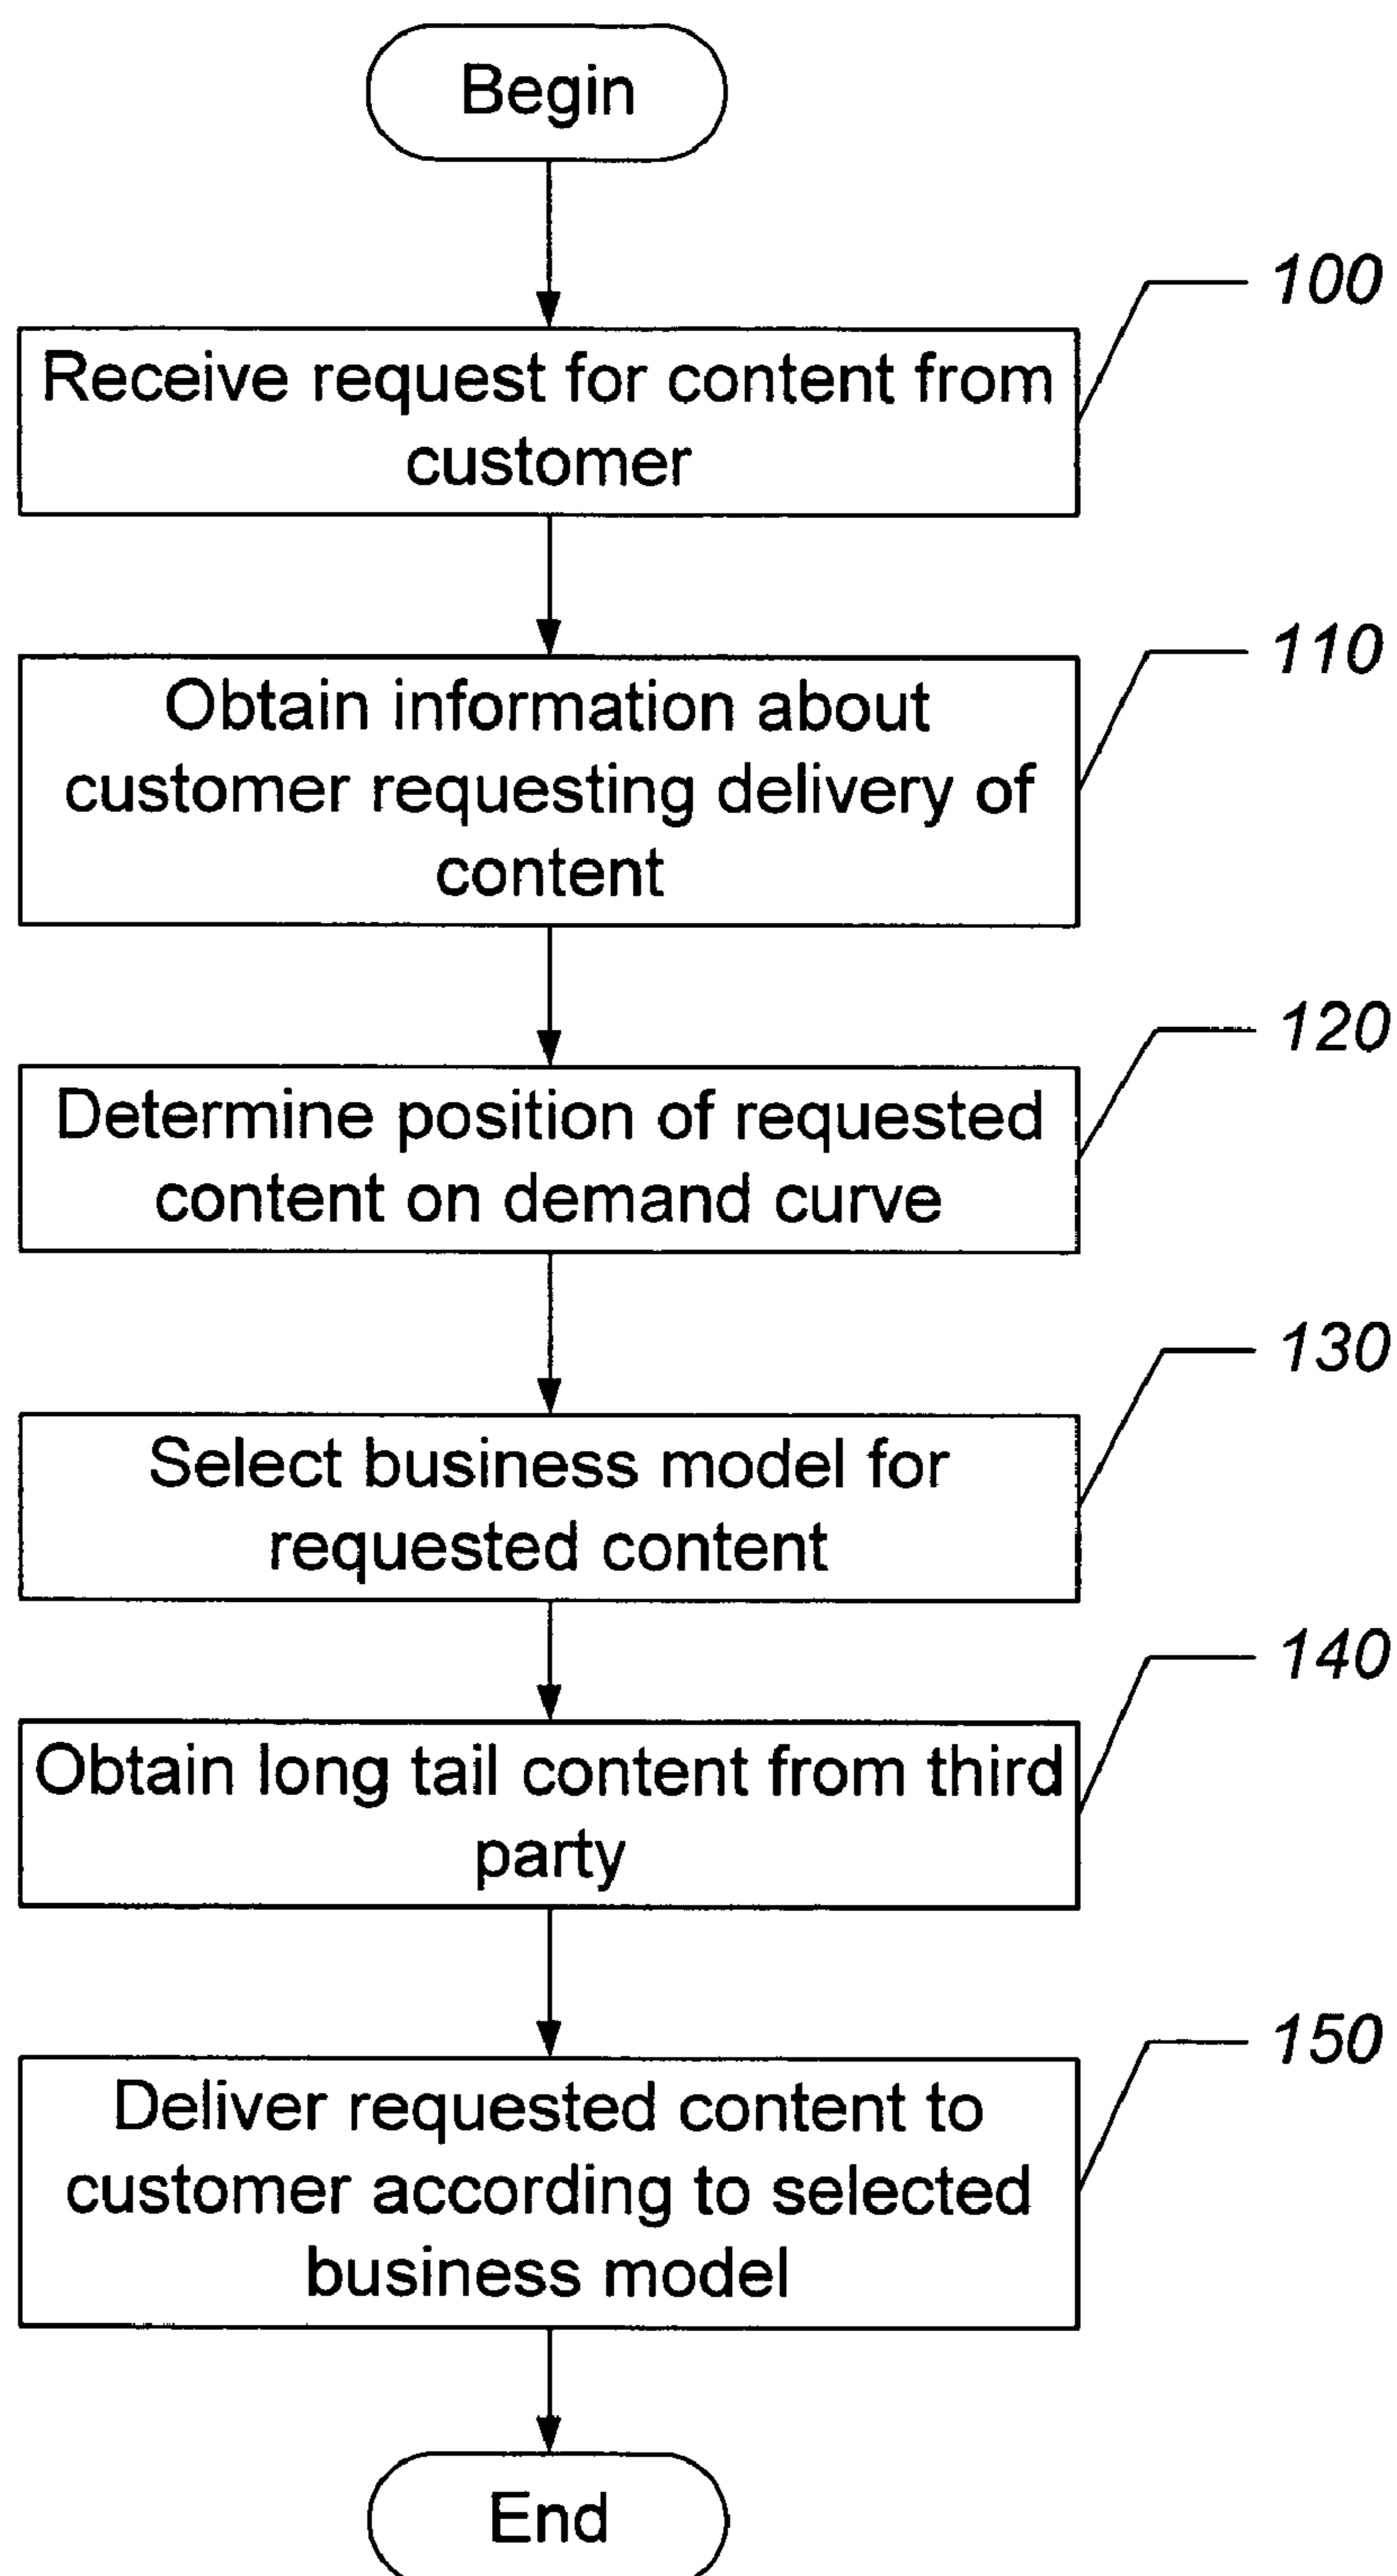 Begin
100
Receive request for content from
customer
110
Obtain information about
customer requesting delivery of
content
120
Determine position of requested
content on demand curve
130
Select business model for
requested content
140
Obtain long tail content from third
party
150
Deliver requested content to
customer according to selected
business model
End